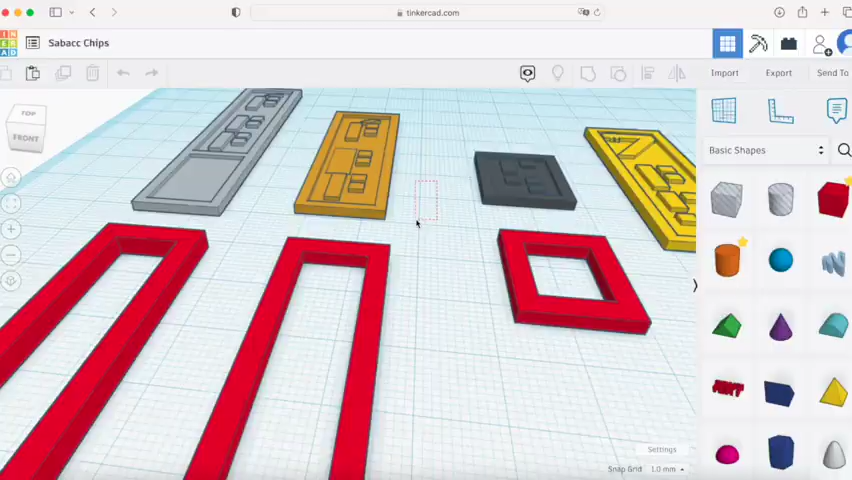 tinkercad.com
TIN
KER
CAD
Sabacc Chips
Import
Export
Send To
TOP
FRONT
Basic Shapes
TEXT
Settings
Snap Grid 1.0 mm